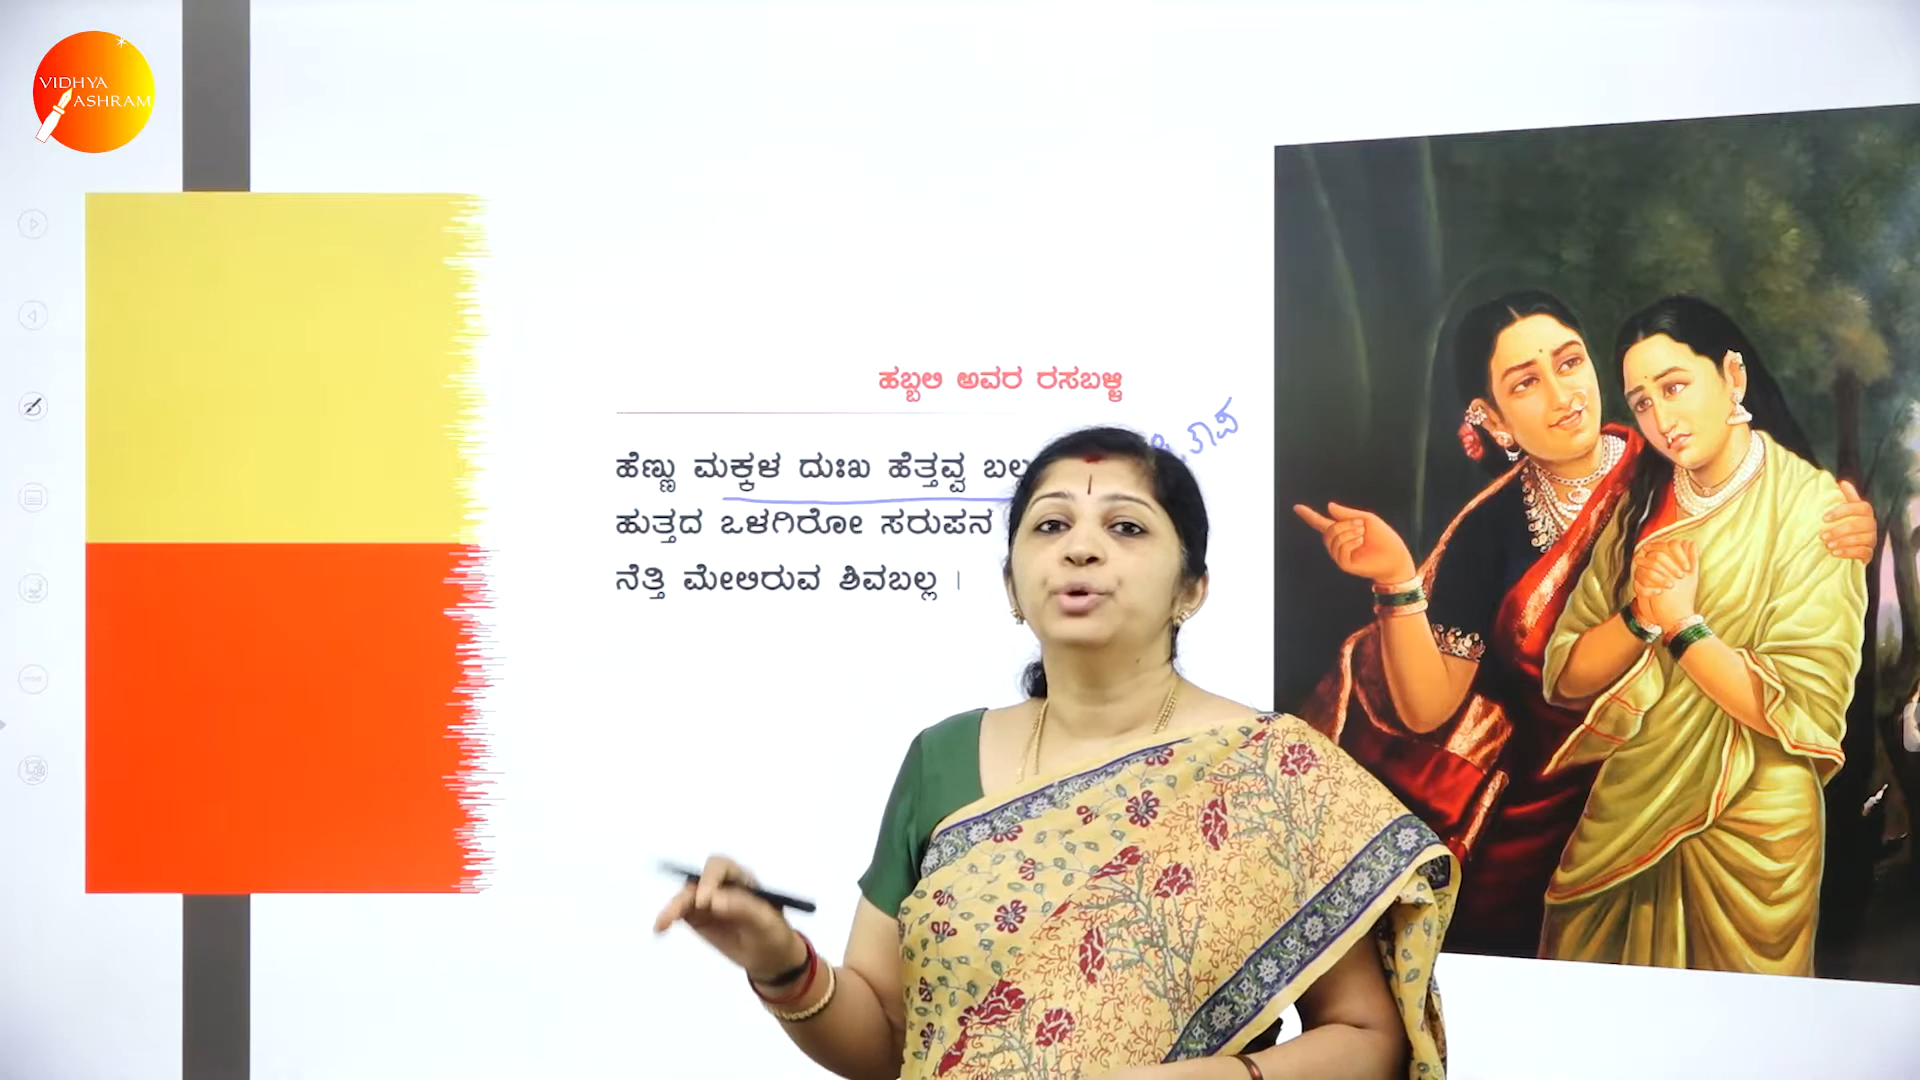 VIDHYA
ASHRAM
ಹಬ್ಬಲಿ ಅವರ ರಸಬಳ್ಳಿ
ಹೆಣ್ಣು ಮಕ್ಕಳ ದುಃಖ ಹೆತ್ತವ್ವ
ಹುತ್ತದ ಒಳಗಿರೋ ಸರುಪನ
ನೆತ್ತಿ ಮೇಲಿರುವ ಶಿವಬಲ್ಲ ।